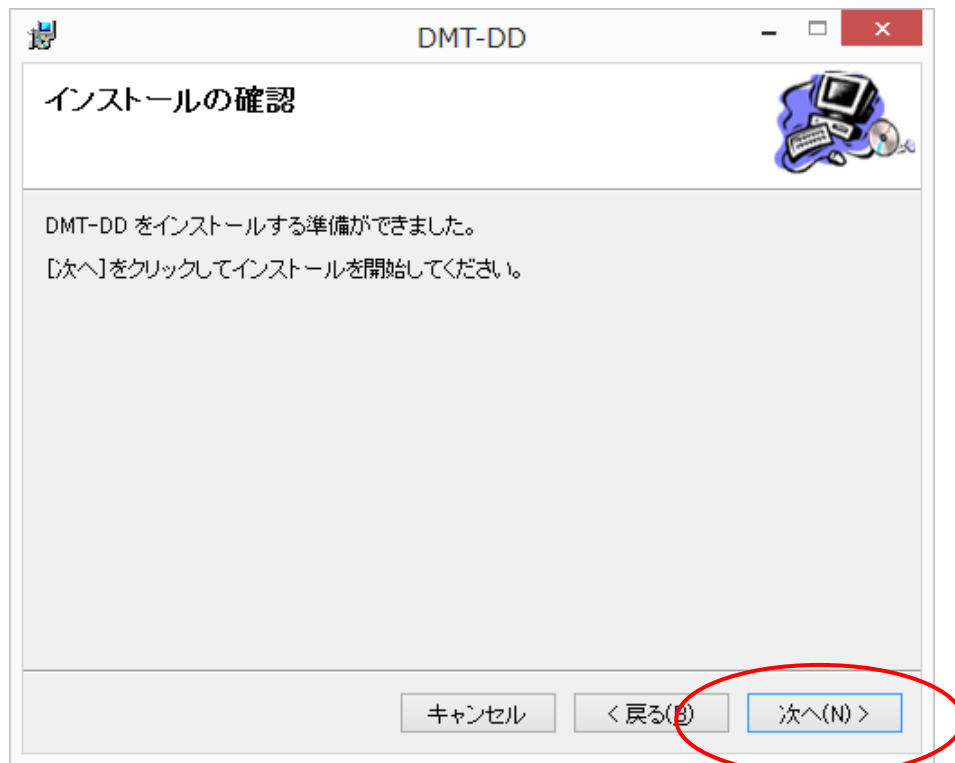 DMT-DD
インストールの確認
DMT-DD をインストールする準備ができました。
[次へ]をクリックしてインストールを開始してください。
キャンセル
< 戻る(B)
次へ(N) >